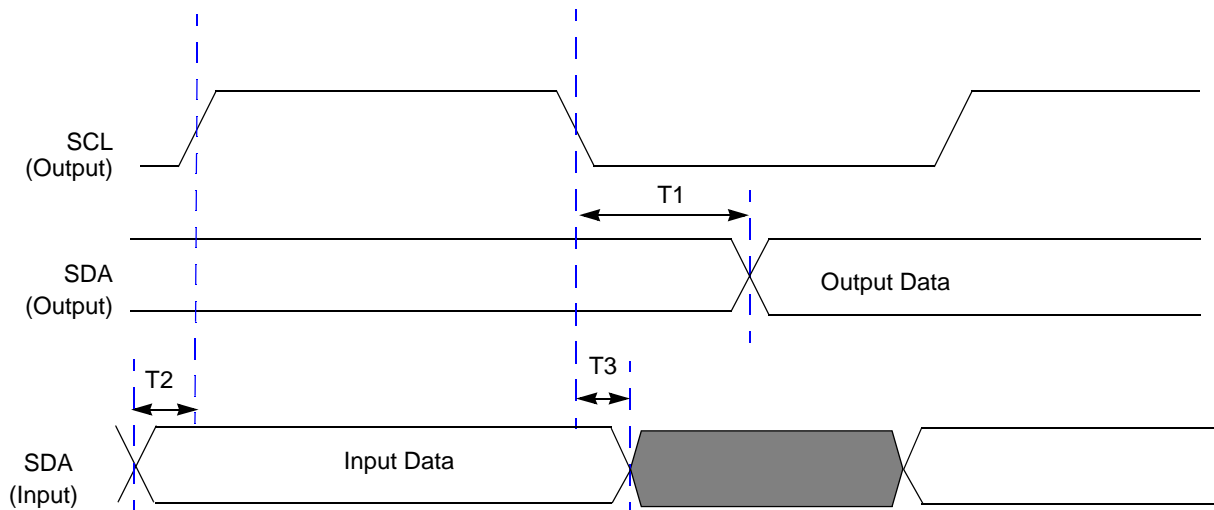 SCL
(Output)
T1
SDA
(Output)
Output Data
T2
T3
SDA
(Input)
Input Data